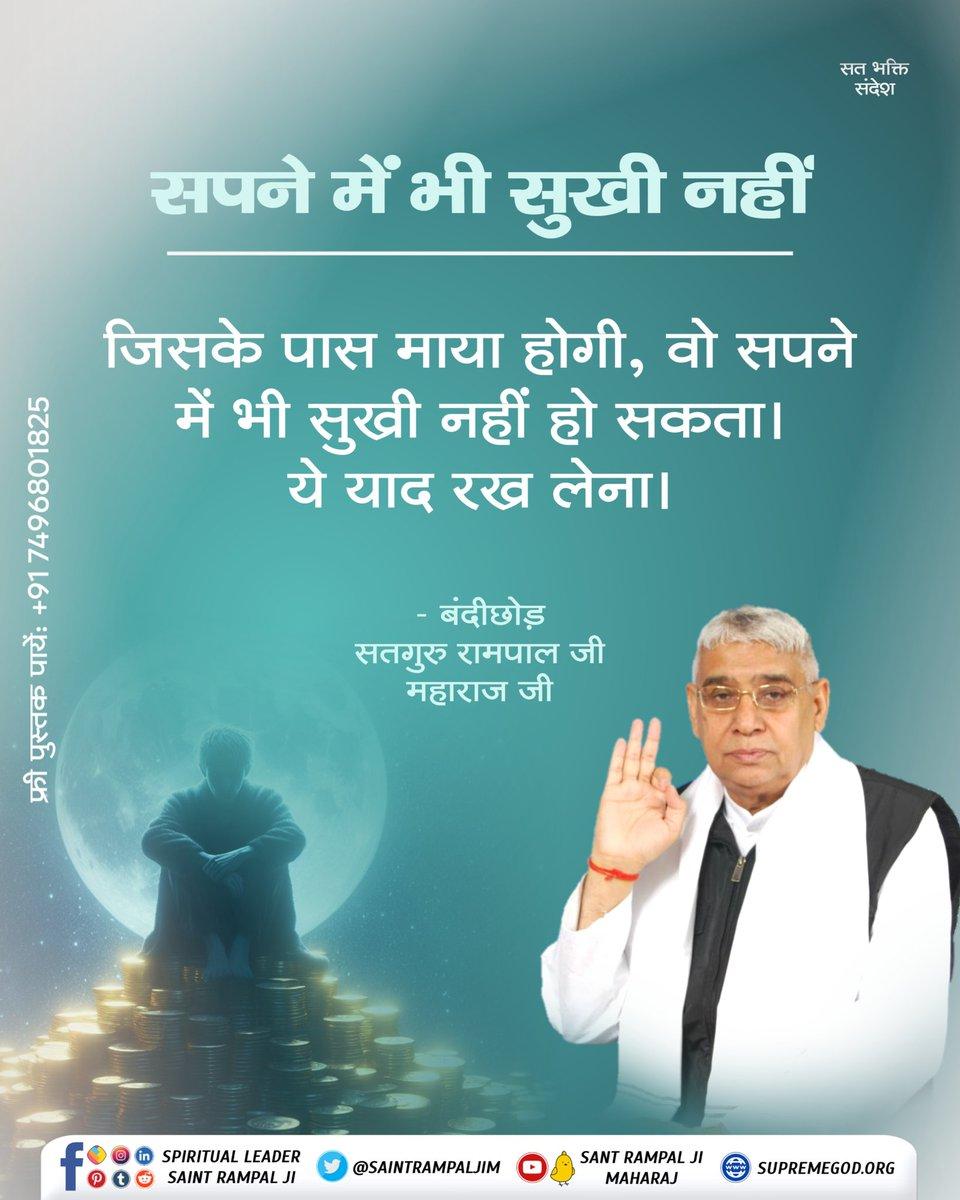 सत भक्ति
संदेश
सपने में भी सुखी नहीं
जिसके पास माया होगी, वो सपने
में भी सुखी नहीं हो सकता।
ये याद रख लेना।
- बंदीछोड़
सतगुरु रामपाल जी
महाराज जी
फ्री पुस्तक पायें: +91 7496801825
SPIRITUAL LEADER
SAINT RAMPAL JI
@SAINTRAMPALJIM
SANT RAMPAL JI
MAHARAJ
SUPREMEGOD.ORG